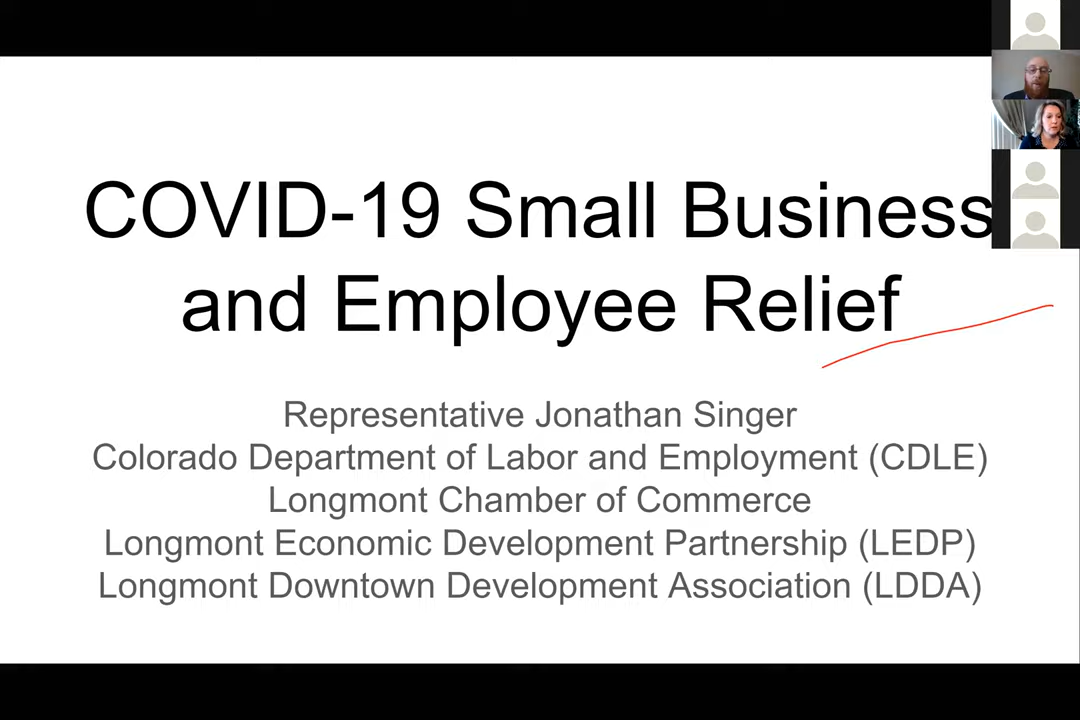 COVID-19 Small Business
and Employee Relief
Representative Jonathan Singer
Colorado Department of Labor and Employment (CDLE)
Longmont Chamber of Commerce
Longmont Economic Development Partnership (LEDP)
Longmont Downtown Development Association (LDDA)